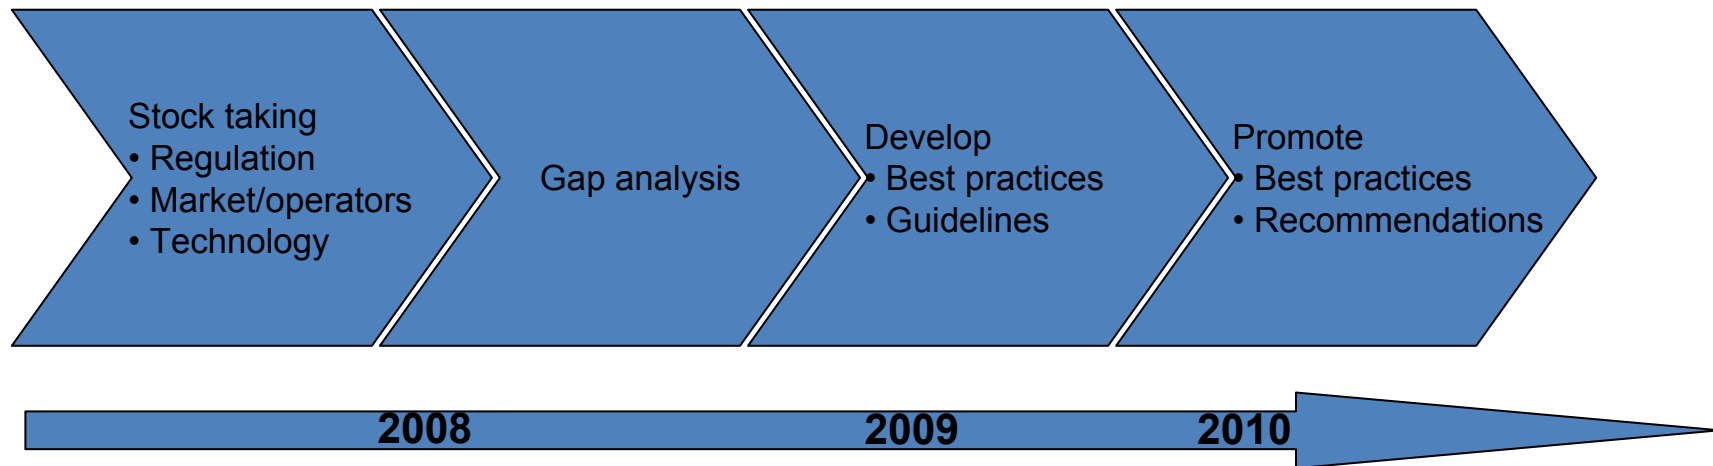 Stock taking
• Regulation
• Market/operators
• Technology
Gap analysis
Develop
• Best practices
• Guidelines
Promote
• Best practices
• Recommendations
2008
2009
2010